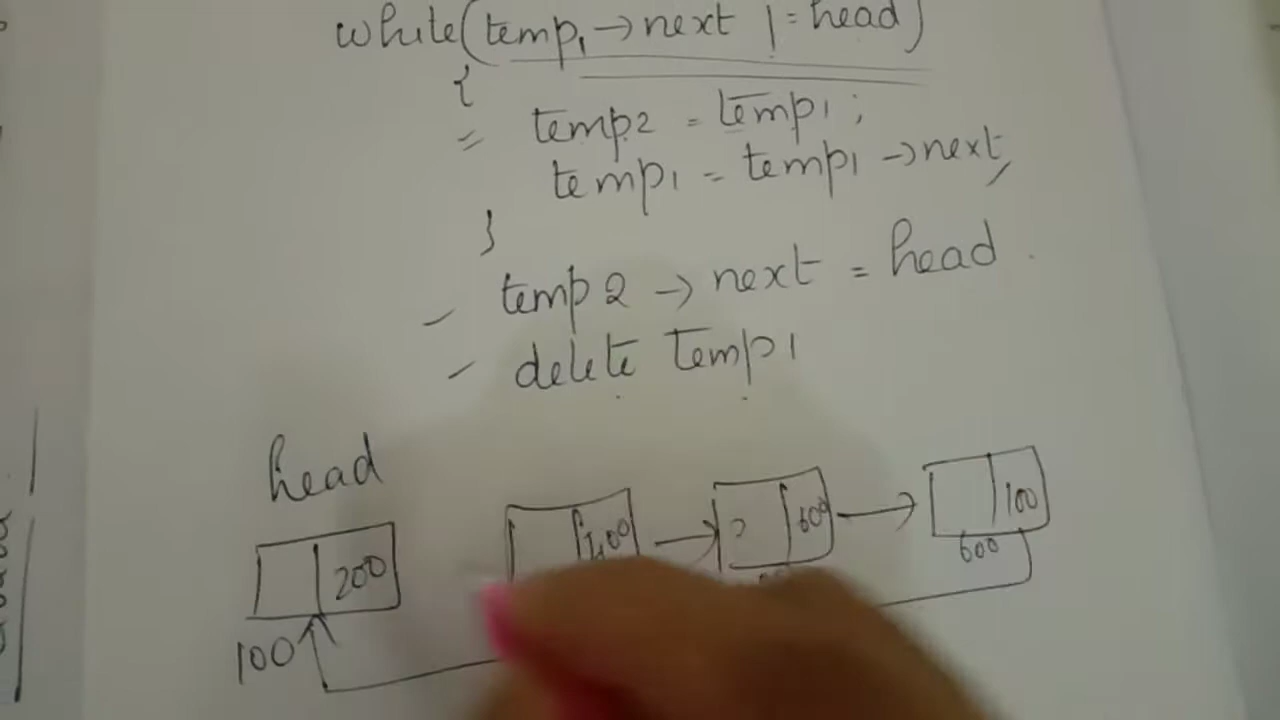 while(temp1→next != head)
{
= temp2 = temp1;
temp1 = temp1→next,
}
- temp2→next = head.
- delete temp1
head
200
400
600
100
100
600